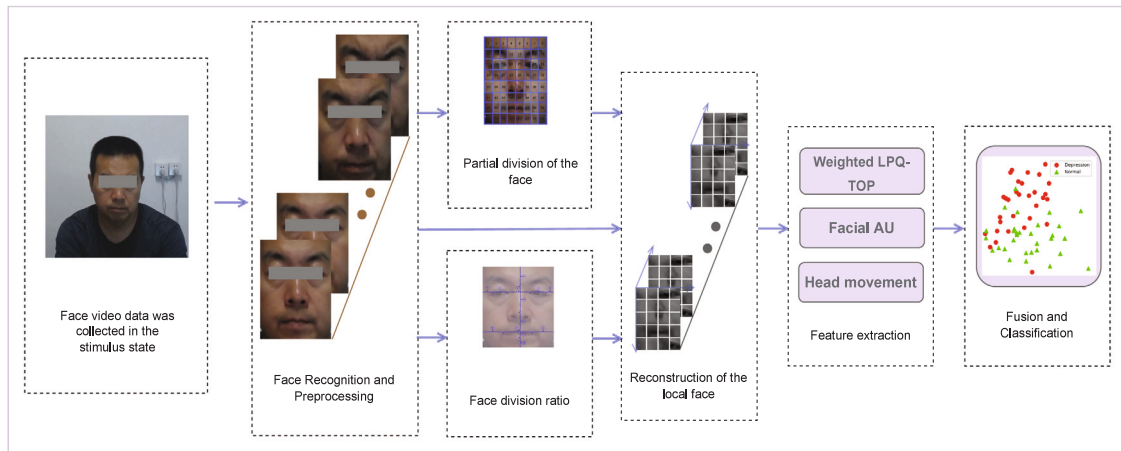 Face video data was
collected in the
stimulus state
Face Recognition and
Preprocessing
Partial division of the
face
Face division ratio
Reconstruction of the
local face
Weighted LPQ-
TOP
Facial AU
Head movement
Feature extraction
Depression
Normal
Fusion and
Classification